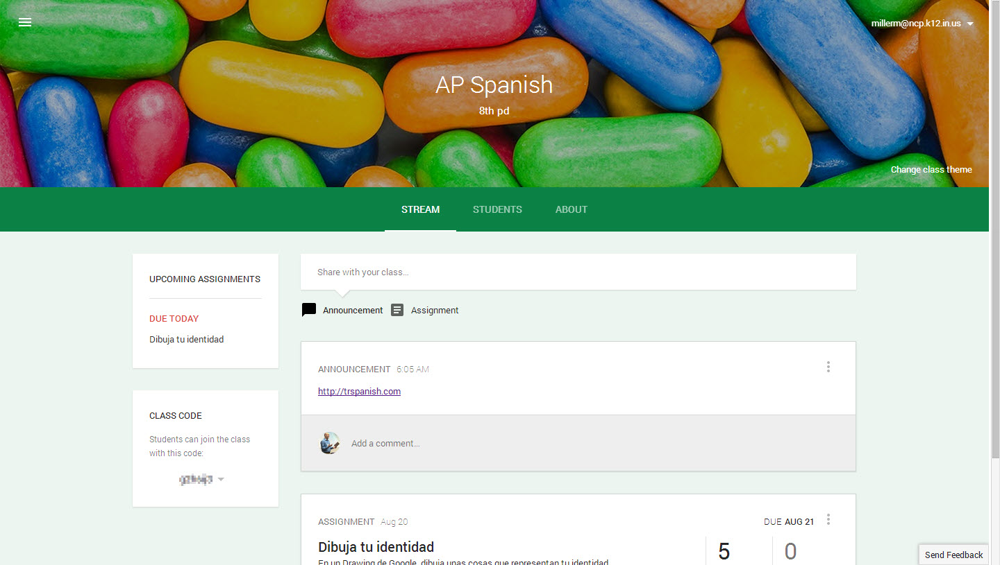 millerm@ncp.k12.in.us
AP Spanish
8th pd
Change class theme
STREAM
STUDENTS
ABOUT
UPCOMING ASSIGNMENTS
DUE TODAY
Dibuja tu identidad
CLASS CODE
Students can join the class
with this code:
Share with your class...
Announcement
Assignment
ANNOUNCEMENT 6:05 AM
http://trspanish.com
Add a comment...
ASSIGNMENT Aug 20
DUE AUG 21
Dibuja tu identidad
5
0
En un Drawing de Google, dibuja unas cosas que representan tu identidad
Send Feedback